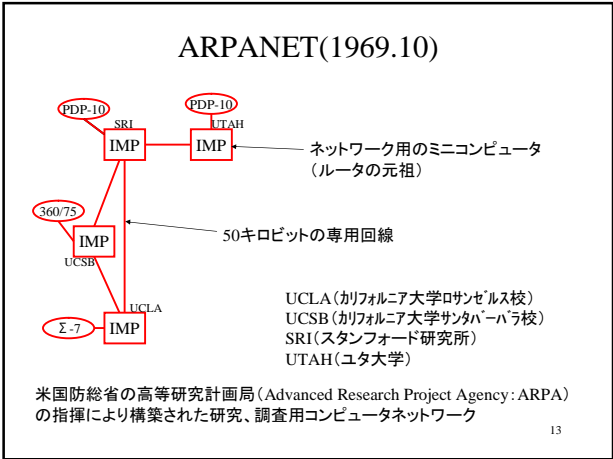 ARPANET(1969.10)
PDP-10
PDP-10
SRI
UTAH
IMP
IMP
ネットワーク用のミニコンピュータ
（ルータの元祖）
360/75
IMP
50キロビットの専用回線
UCSB
UCLA
Σ-7
IMP
UCLA（ｶﾘﾌｫﾙﾆｱ大学ﾛｻﾝｾﾞﾙｽ校）
UCSB（ｶﾘﾌｫﾙﾆｱ大学ｻﾝﾀﾊﾞｰﾊﾞﾗ校）
SRI（スタンフォード研究所）
UTAH（ユタ大学）
米国防総省の高等研究計画局（Advanced Research Project Agency：ARPA）
の指揮により構築された研究、調査用コンピュータネットワーク
13